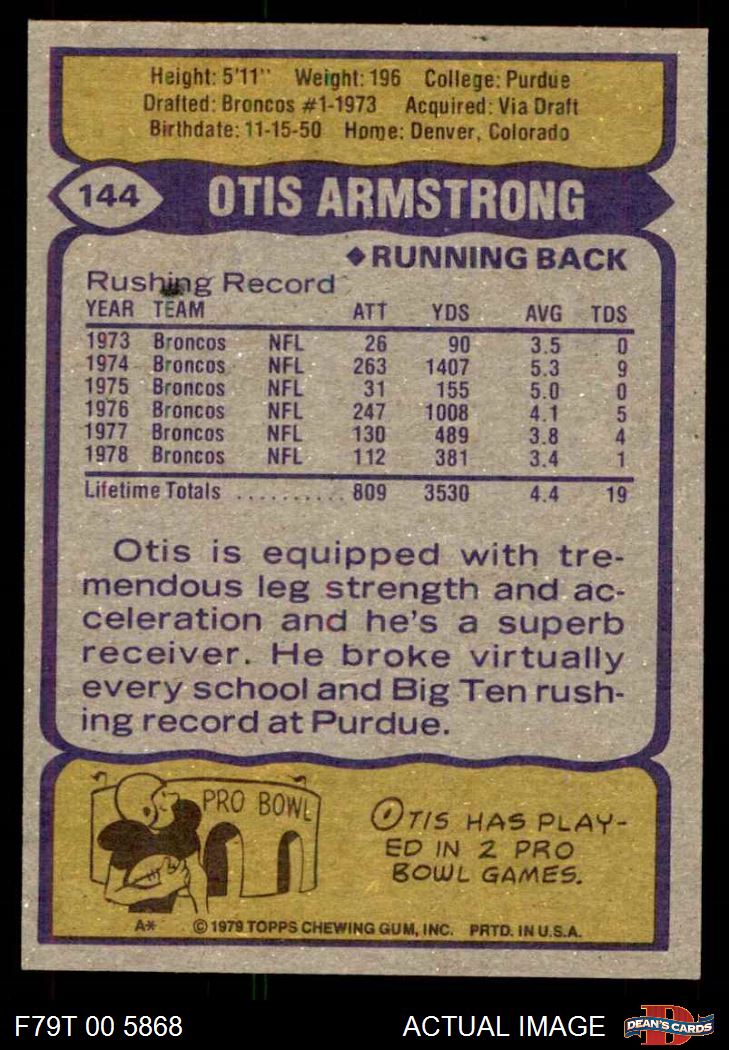 Height: 5'11" Weight: 196 College: Purdue
Drafted: Broncos #1-1973 Acquired: Via Draft
Birthdate: 11-15-50 Home: Denver, Colorado
144 OTIS ARMSTRONG
◆RUNNING BACK
Rushing Record
YEAR TEAM ATT YDS AVG TDS
1973 Broncos NFL 26 90 3.5 0
1974 Broncos NFL 263 1407 5.3 9
1975 Broncos NFL 31 155 5.0 0
1976 Broncos NFL 247 1008 4.1 5
1977 Broncos NFL 130 489 3.8 4
1978 Broncos NFL 112 381 3.4 1
Lifetime Totals .......... 809 3530 4.4 19
Otis is equipped with tre-
mendous leg strength and ac-
celeration and he's a superb
receiver. He broke virtually
every school and Big Ten rush-
ing record at Purdue.
PRO BOWL
OTIS HAS PLAY-
ED IN 2 PRO
BOWL GAMES.
A* © 1979 TOPPS CHEWING GUM, INC. PRTD. IN U.S.A.
F79T 00 5868 ACTUAL IMAGE D DEAN'S CARDS